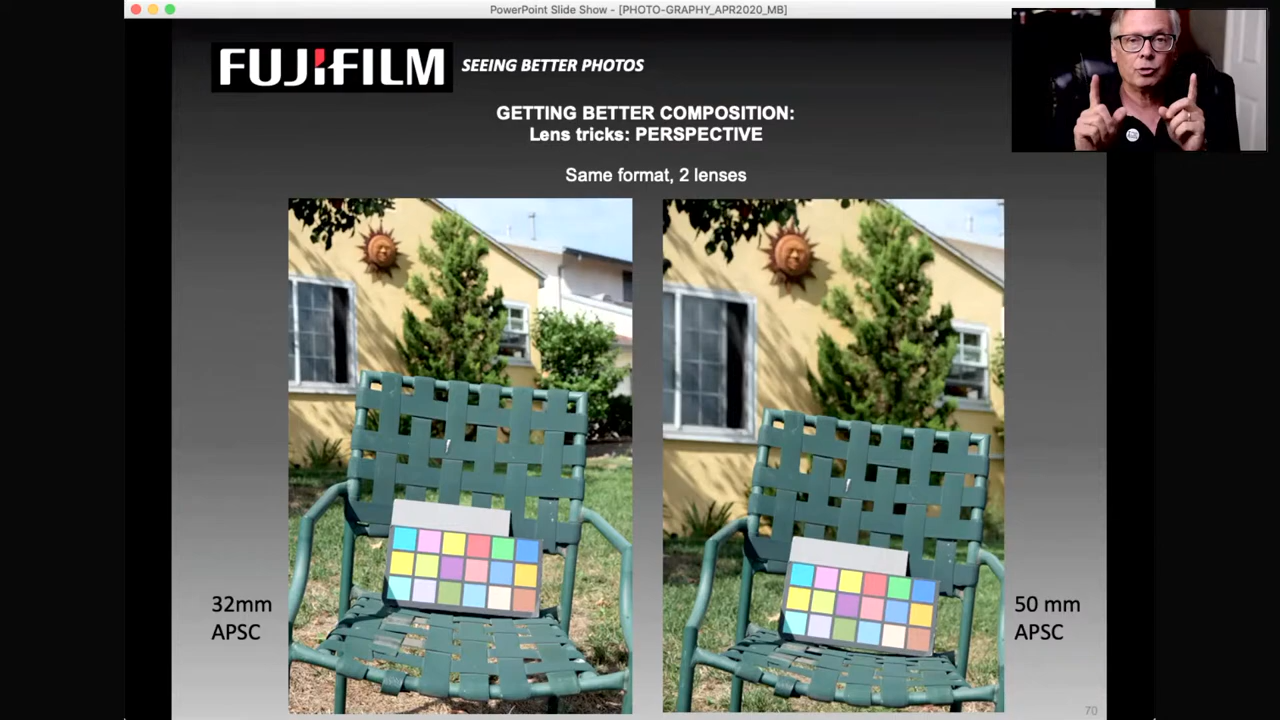 PowerPoint Slide Show - [PHOTO-GRAPHY_APR2020_MB]
FUJIFILM
SEEING BETTER PHOTOS
GETTING BETTER COMPOSITION:
Lens tricks: PERSPECTIVE
Same format, 2 lenses
32mm
APSC
50 mm
APSC
70